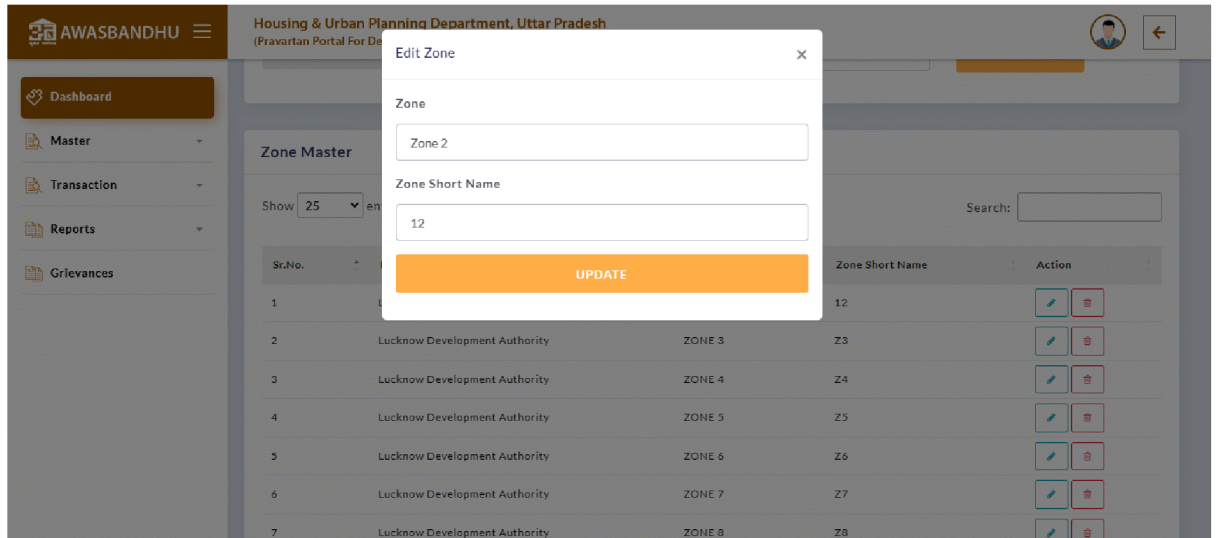 AWASBANDHU
Housing & Urban Planning Department, Uttar Pradesh
(Pravartan Portal For De
Edit Zone
×
Dashboard
Zone
Master
Zone 2
Zone Master
Transaction
Zone Short Name
Show 25 en
Search:
Reports
12
Grievances
Sr.No.
Zone Short Name
Action
UPDATE
1
12
2 Lucknow Development Authority ZONE 3 Z3
3 Lucknow Development Authority ZONE 4 Z4
4 Lucknow Development Authority ZONE 5 Z5
5 Lucknow Development Authority ZONE 6 Z6
6 Lucknow Development Authority ZONE 7 Z7
7 Lucknow Development Authority ZONE 8 Z8